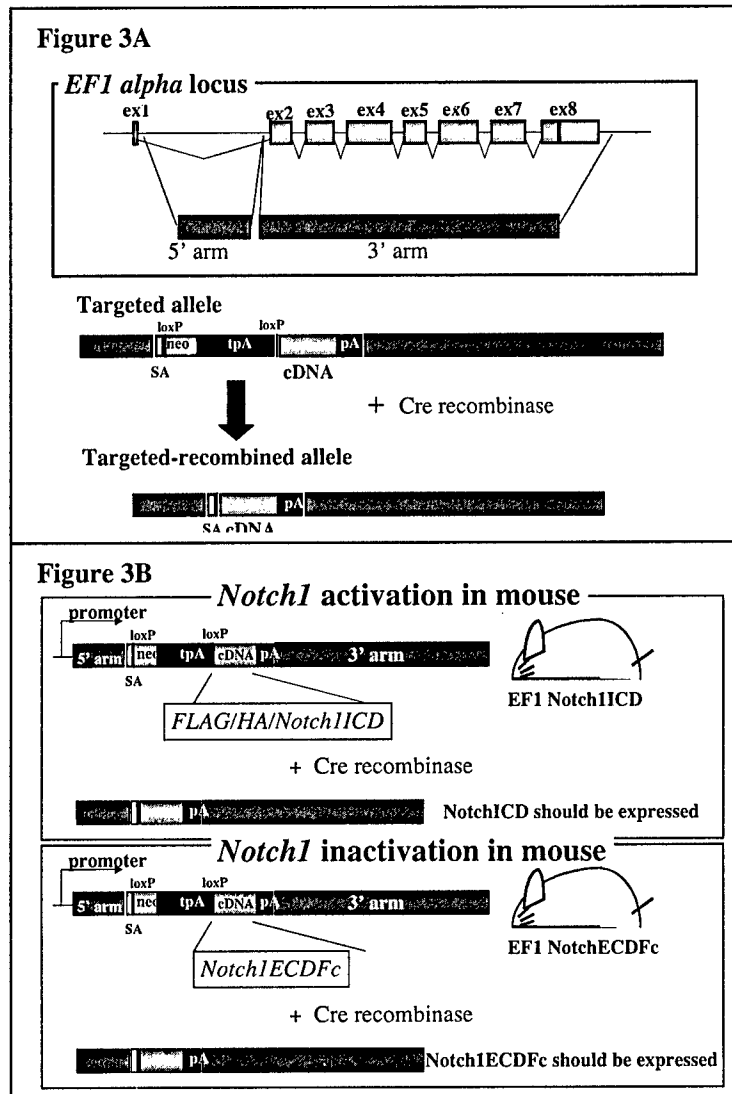 Figure 3A
EF1 alpha locus
ex1 ex2 ex3 ex4 ex5 ex6 ex7 ex8
5' arm 3' arm
Targeted allele
loxP loxP
neo tpA pA
SA cDNA
+ Cre recombinase
Targeted-recombined allele
pA
SA cDNA
Figure 3B
Notch1 activation in mouse
promoter
loxP loxP
5' arm neo tpA cDNA pA 3' arm
SA
EF1 Notch1ICD
FLAG/HA/Notch1ICD
+ Cre recombinase
pA
NotchICD should be expressed
Notch1 inactivation in mouse
promoter
loxP loxP
5' arm neo tpA cDNA pA 3' arm
SA
EF1 NotchECDFc
Notch1ECDFc
+ Cre recombinase
pA
Notch1ECDFc should be expressed